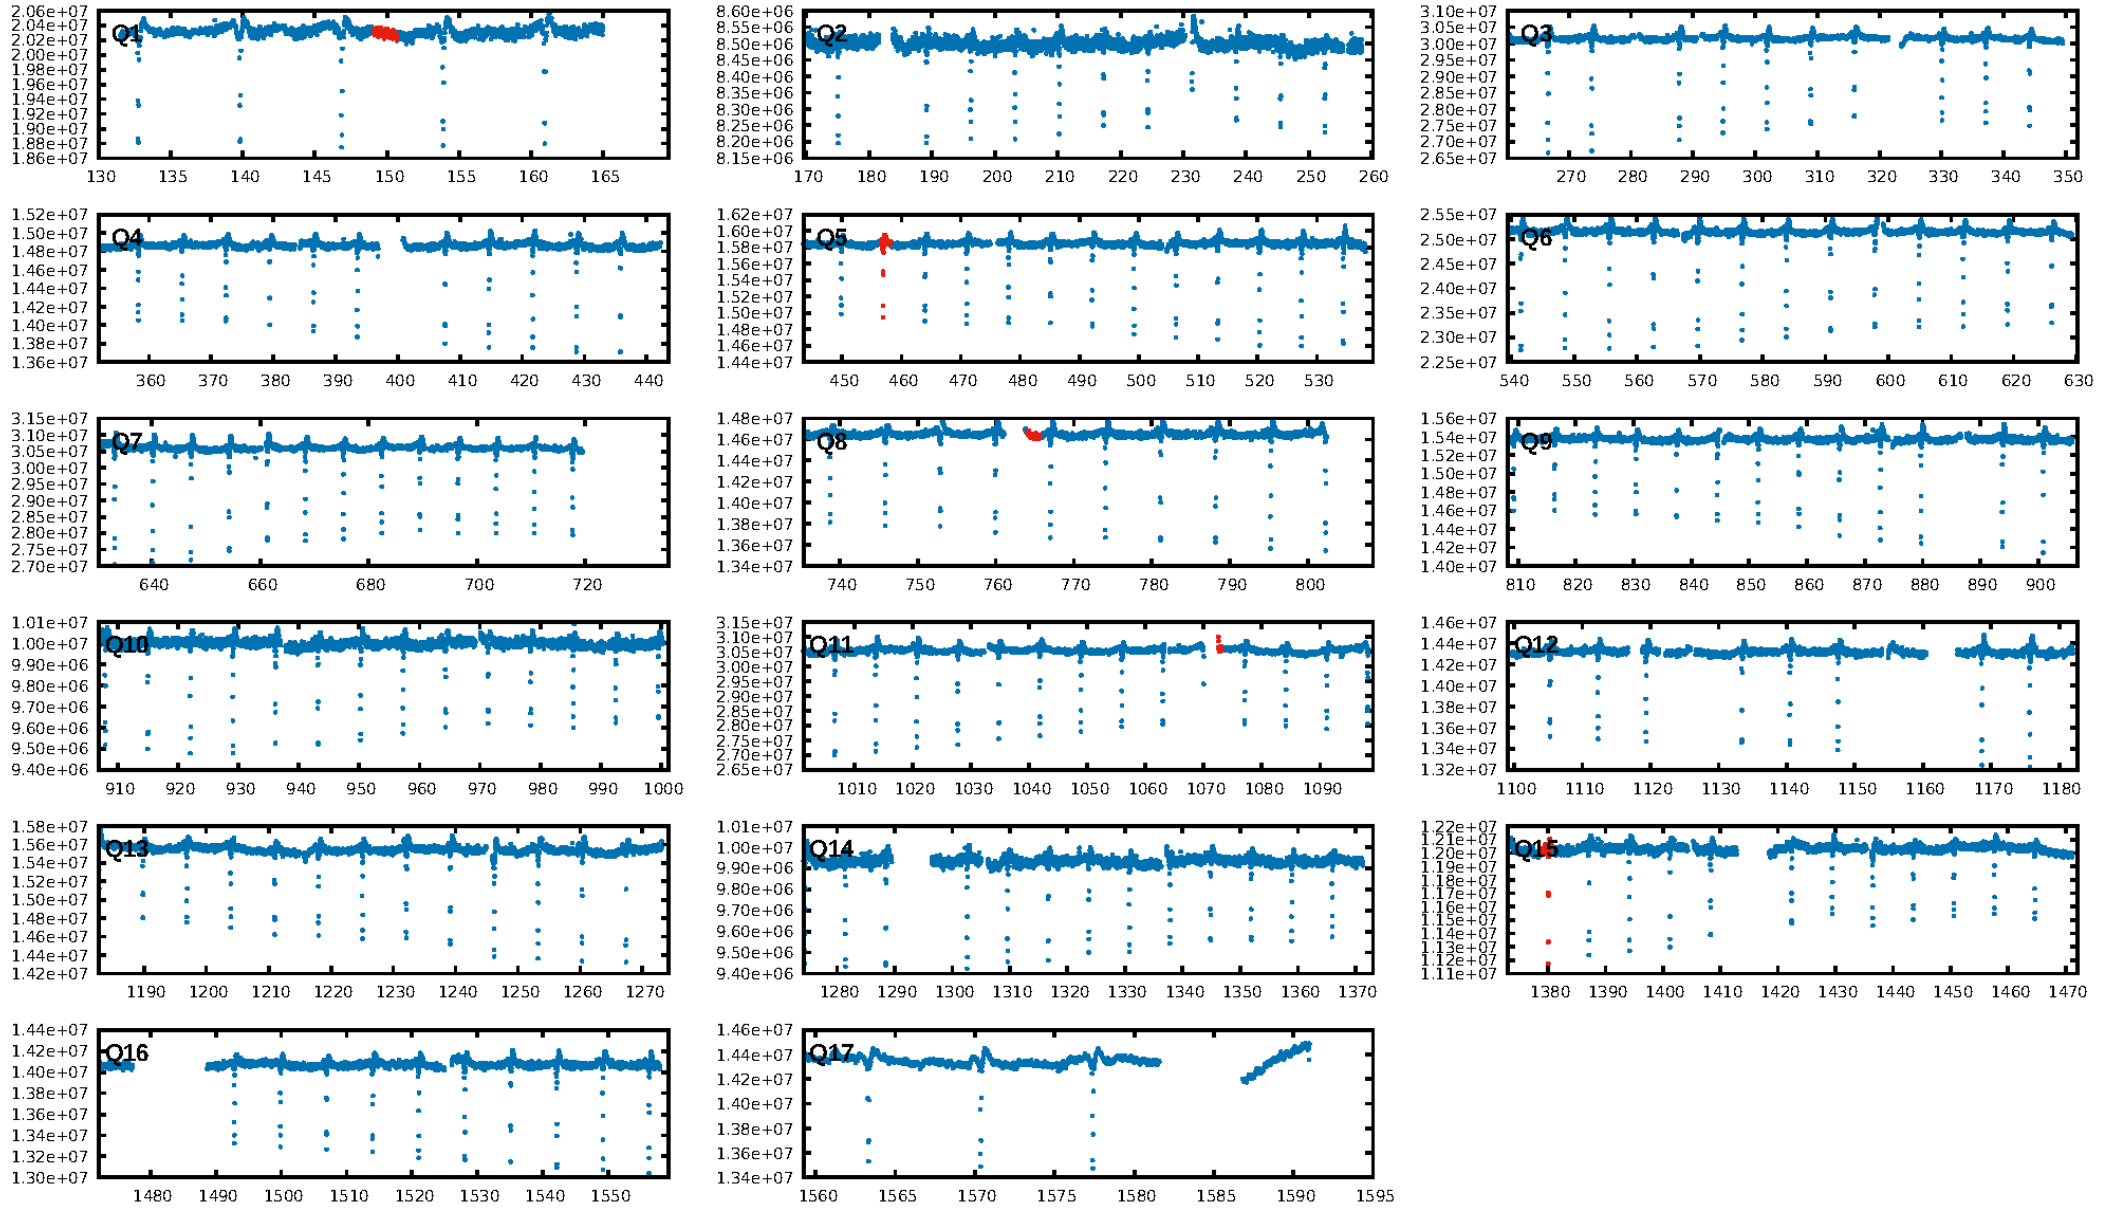 2.06e+07
2.04e+07
2.02e+07
2.00e+07
1.98e+07
1.96e+07
1.94e+07
1.92e+07
1.90e+07
1.88e+07
1.86e+07
Q1
130 135 140 145 150 155 160 165
8.60e+06
8.55e+06
8.50e+06
8.45e+06
8.40e+06
8.35e+06
8.30e+06
8.25e+06
8.20e+06
8.15e+06
Q2
170 180 190 200 210 220 230 240 250 260
3.10e+07
3.05e+07
3.00e+07
2.95e+07
2.90e+07
2.85e+07
2.80e+07
2.75e+07
2.70e+07
2.65e+07
Q3
270 280 290 300 310 320 330 340 350
1.52e+07
1.50e+07
1.48e+07
1.46e+07
1.44e+07
1.42e+07
1.40e+07
1.38e+07
1.36e+07
Q4
360 370 380 390 400 410 420 430 440
1.62e+07
1.60e+07
1.58e+07
1.56e+07
1.54e+07
1.52e+07
1.50e+07
1.48e+07
1.46e+07
1.44e+07
Q5
450 460 470 480 490 500 510 520 530
2.55e+07
2.50e+07
2.45e+07
2.40e+07
2.35e+07
2.30e+07
2.25e+07
Q6
540 550 560 570 580 590 600 610 620 630
3.15e+07
3.10e+07
3.05e+07
3.00e+07
2.95e+07
2.90e+07
2.85e+07
2.80e+07
2.75e+07
2.70e+07
Q7
640 660 680 700 720
1.48e+07
1.46e+07
1.44e+07
1.42e+07
1.40e+07
1.38e+07
1.36e+07
1.34e+07
Q8
740 750 760 770 780 790 800
1.56e+07
1.54e+07
1.52e+07
1.50e+07
1.48e+07
1.46e+07
1.44e+07
1.42e+07
1.40e+07
Q9
810 820 830 840 850 860 870 880 890 900
1.01e+07
1.00e+07
9.90e+06
9.80e+06
9.70e+06
9.60e+06
9.50e+06
9.40e+06
Q10
910 920 930 940 950 960 970 980 990 1000
3.15e+07
3.10e+07
3.05e+07
3.00e+07
2.95e+07
2.90e+07
2.85e+07
2.80e+07
2.75e+07
2.70e+07
2.65e+07
Q11
1010 1020 1030 1040 1050 1060 1070 1080 1090
1.46e+07
1.44e+07
1.42e+07
1.40e+07
1.38e+07
1.36e+07
1.34e+07
1.32e+07
Q12
1100 1110 1120 1130 1140 1150 1160 1170 1180
1.58e+07
1.56e+07
1.54e+07
1.52e+07
1.50e+07
1.48e+07
1.46e+07
1.44e+07
1.42e+07
Q13
1190 1200 1210 1220 1230 1240 1250 1260 1270
1.01e+07
1.00e+07
9.90e+06
9.80e+06
9.70e+06
9.60e+06
9.50e+06
9.40e+06
Q14
1280 1290 1300 1310 1320 1330 1340 1350 1360 1370
1.22e+07
1.21e+07
1.20e+07
1.19e+07
1.18e+07
1.17e+07
1.16e+07
1.15e+07
1.14e+07
1.13e+07
1.12e+07
1.11e+07
Q15
1380 1390 1400 1410 1420 1430 1440 1450 1460 1470
1.44e+07
1.42e+07
1.40e+07
1.38e+07
1.36e+07
1.34e+07
1.32e+07
1.30e+07
Q16
1480 1490 1500 1510 1520 1530 1540 1550
1.46e+07
1.44e+07
1.42e+07
1.40e+07
1.38e+07
1.36e+07
1.34e+07
Q17
1560 1565 1570 1575 1580 1585 1590 1595